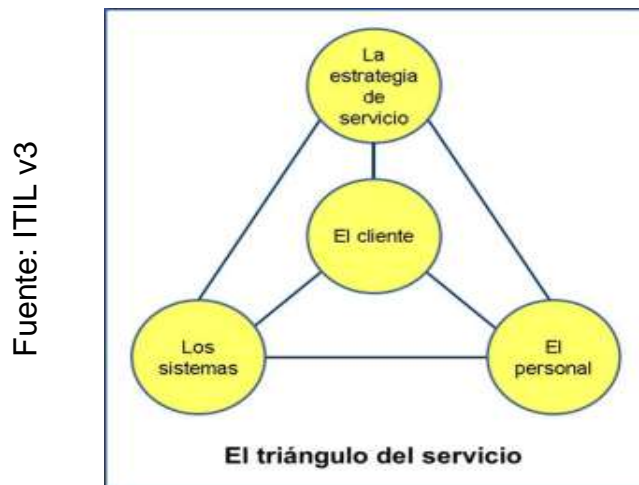 Fuente: ITIL v3
La
estrategia
de
servicio
El cliente
Los
sistemas
El
personal
El triángulo del servicio